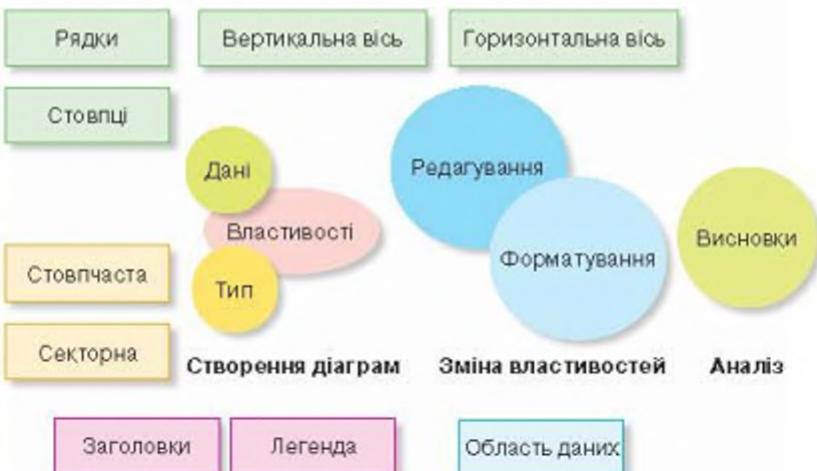 Рядки
Вертикальна вісь
Горизонтальна вісь
Стовпці
Дані
Редагування
Властивості
Висновки
Форматування
Стовпчаста
Тип
Секторна
Створення діаграм
Зміна властивостей
Аналіз
Заголовки
Легенда
Область даних